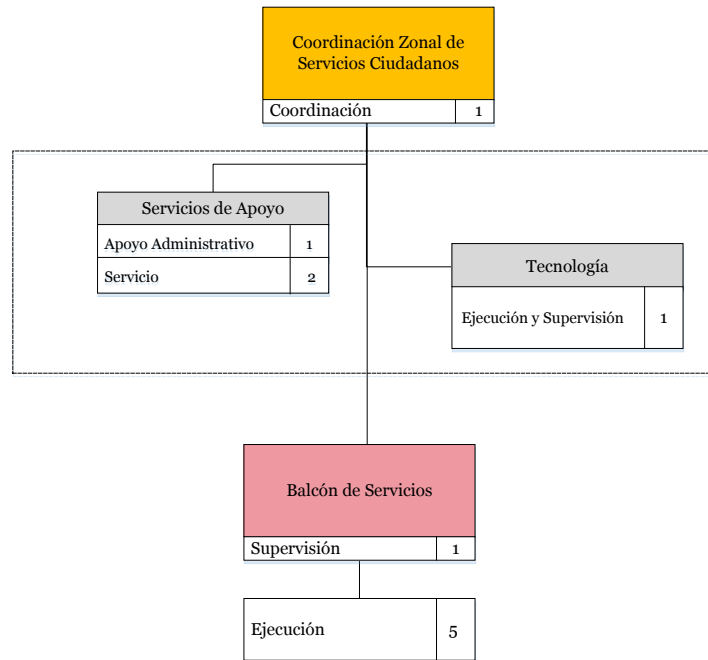 Coordinación Zonal de
Servicios Ciudadanos
Coordinación 1
Servicios de Apoyo
Apoyo Administrativo 1
Servicio 2
Tecnología
Ejecución y Supervisión 1
Balcón de Servicios
Supervisión 1
Ejecución 5